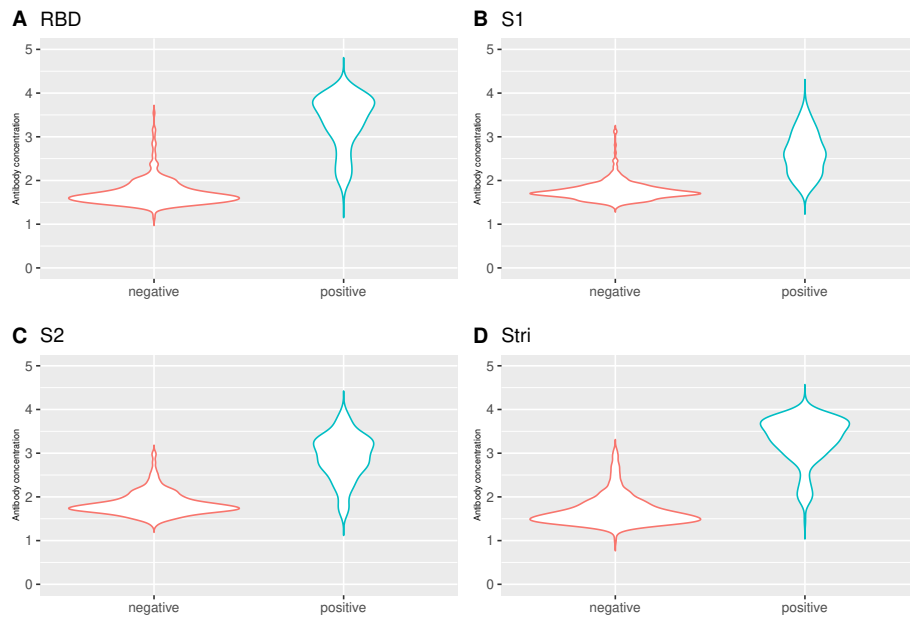 A RBD
Antibody concentration
5
4
3
2
1
0
negative positive
B S1
Antibody concentration
5
4
3
2
1
0
negative positive
C S2
Antibody concentration
5
4
3
2
1
0
negative positive
D Stri
Antibody concentration
5
4
3
2
1
0
negative positive